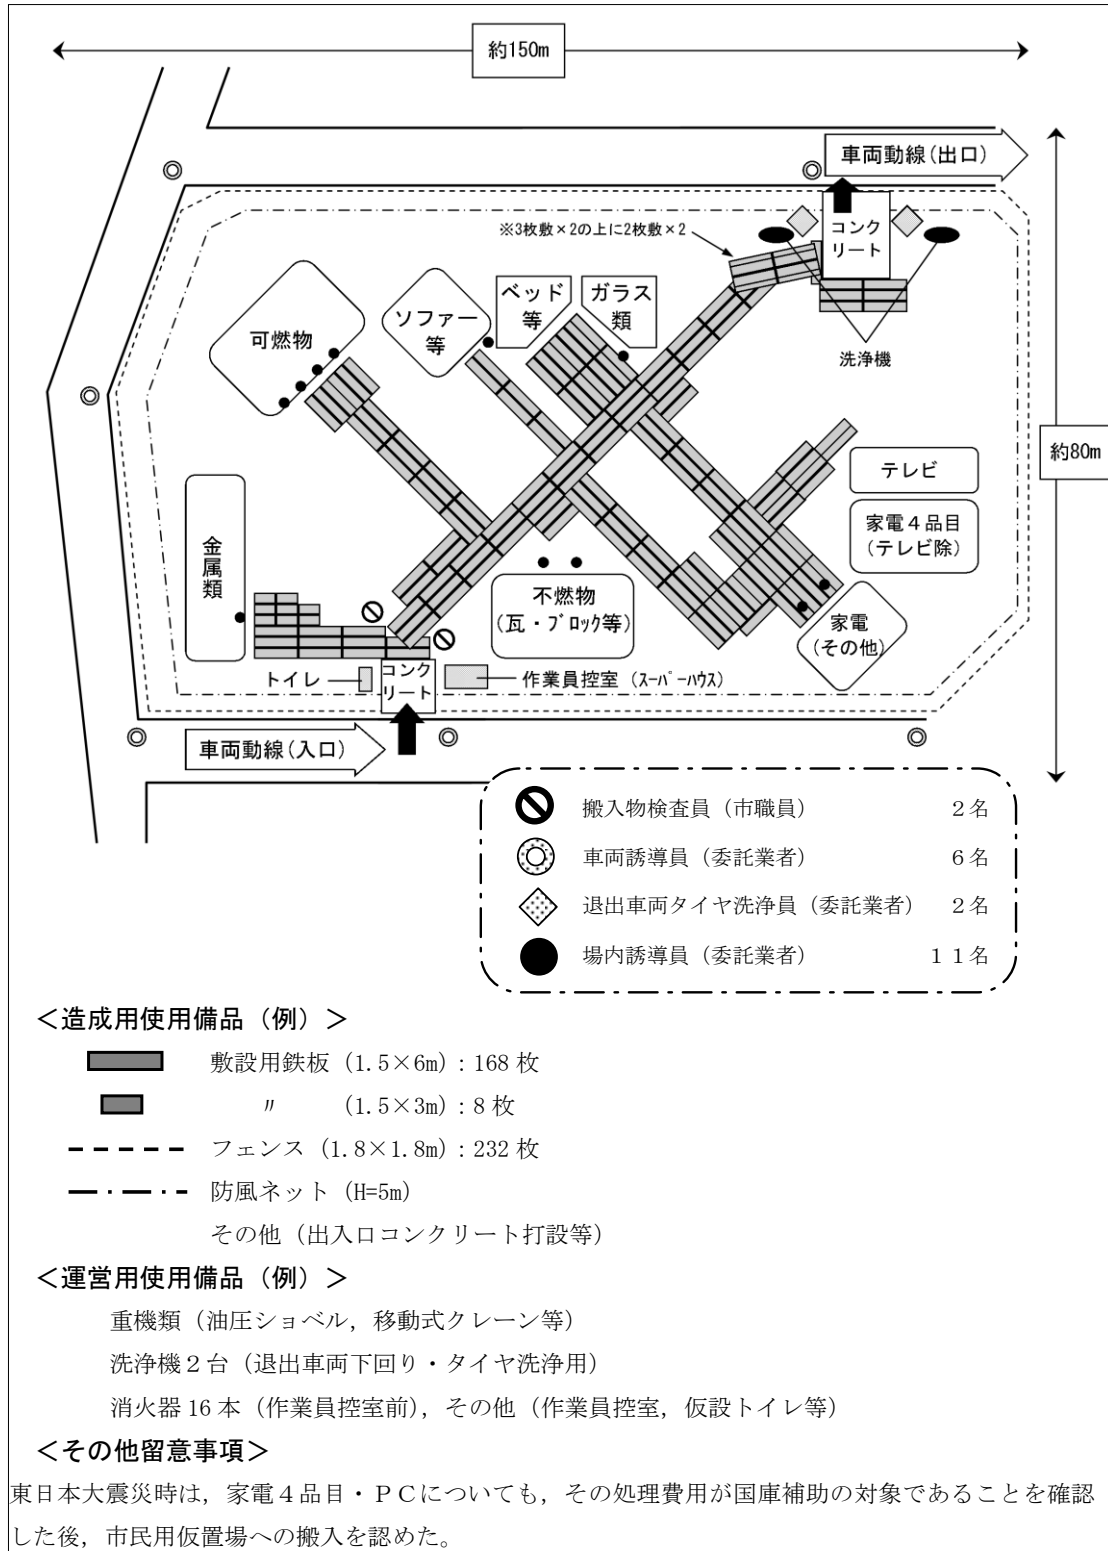 約150m
車両動線(出口)
※3枚敷×2の上に2枚敷×2
コンク
リート
ベッド
等
ガラス
類
ソファー
等
可燃物
洗浄機
約80m
テレビ
家電４品目
(テレビ除)
金属類
不燃物
(瓦・ブロック等)
家電
(その他)
トイレ
コンク
リート
作業員控室（スーパーハウス）
車両動線(入口)
搬入物検査員（市職員） ２名
車両誘導員（委託業者） ６名
退出車両タイヤ洗浄員（委託業者） ２名
場内誘導員（委託業者） １１名
＜造成用使用備品（例）＞
敷設用鉄板（1.5×6m）: 168 枚
〃 （1.5×3m）: 8 枚
フェンス（1.8×1.8m）: 232 枚
防風ネット（H=5m）
その他（出入口コンクリート打設等）
＜運営用使用備品（例）＞
重機類（油圧ショベル，移動式クレーン等）
洗浄機２台（退出車両下回り・タイヤ洗浄用）
消火器 16 本（作業員控室前），その他（作業員控室，仮設トイレ等）
＜その他留意事項＞
東日本大震災時は，家電４品目・ＰＣについても，その処理費用が国庫補助の対象であることを確認
した後，市民用仮置場への搬入を認めた。